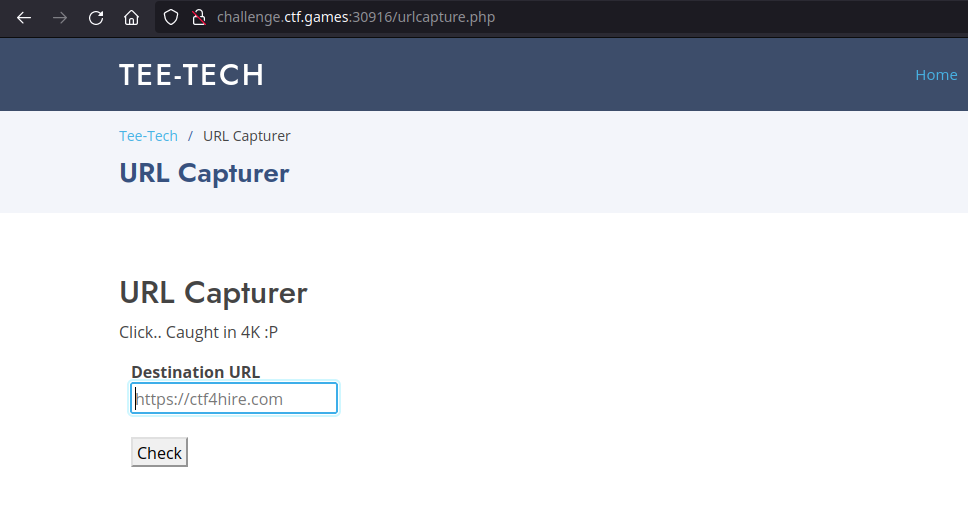 challenge.ctf.games:30916/urlcapture.php
TEE-TECH
Home
Tee-Tech / URL Capturer
URL Capturer
URL Capturer
Click.. Caught in 4K :P
Destination URL
https://ctf4hire.com
Check